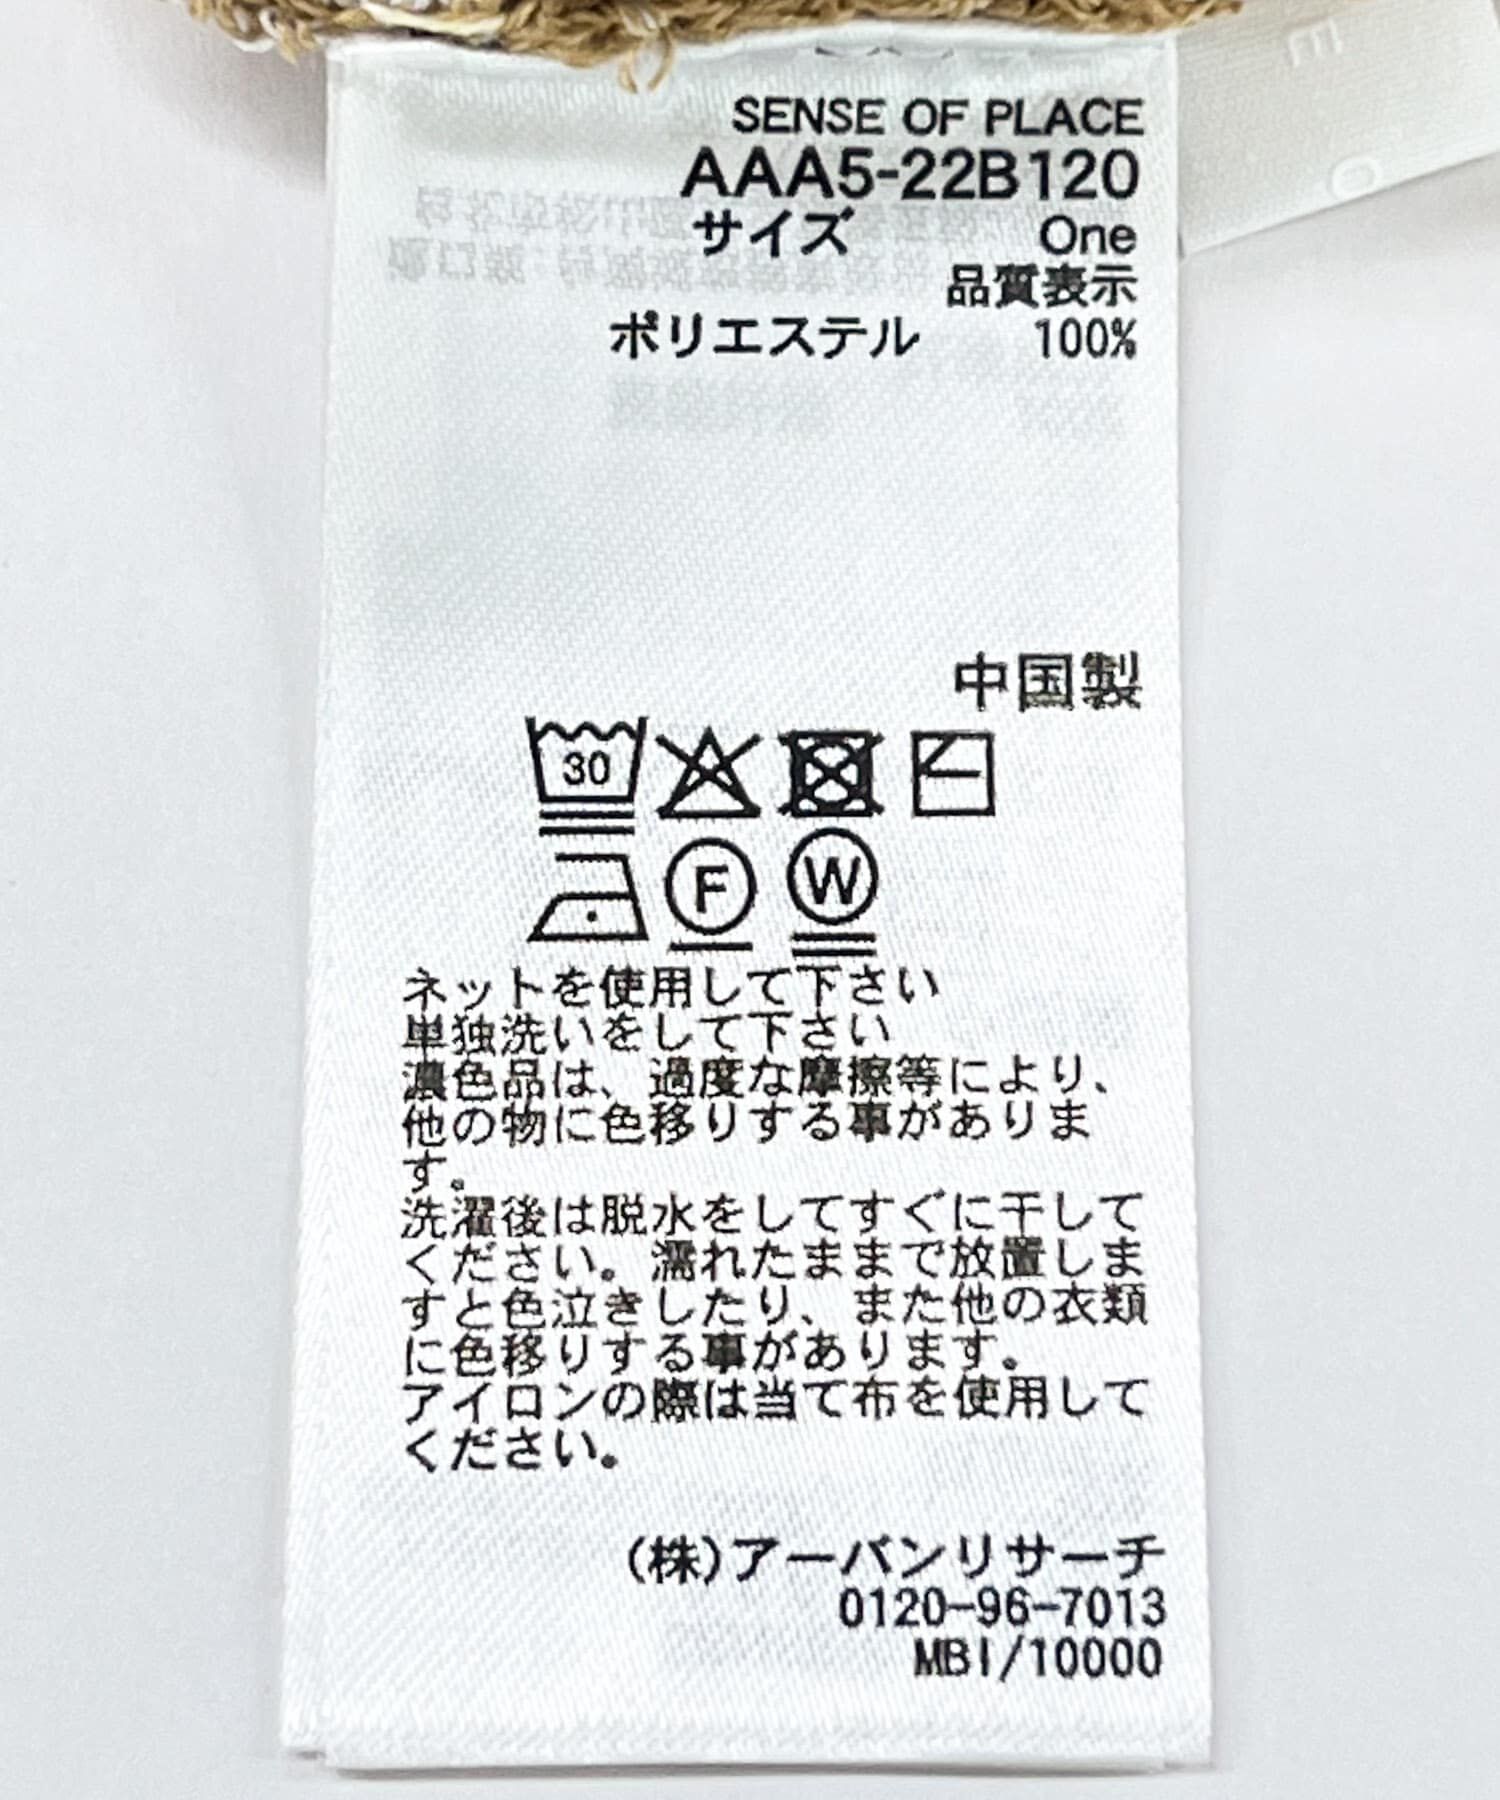 SENSE OF PLACE
AAA5-22B120
サイズ One
品質表示
ポリエステル 100%
中国製
30
F W
ネットを使用して下さい
単独洗いをして下さい
濃色品は、過度な摩擦等により、
他の物に色移りする事がありま
す。
洗濯後は脱水をしてすぐに干して
ください。濡れたままで放置しま
すと色泣きしたり、また他の衣類
に色移りする事があります。
アイロンの際は当て布を使用して
ください。
(株)アーバンリサーチ
0120-96-7013
MBI/10000